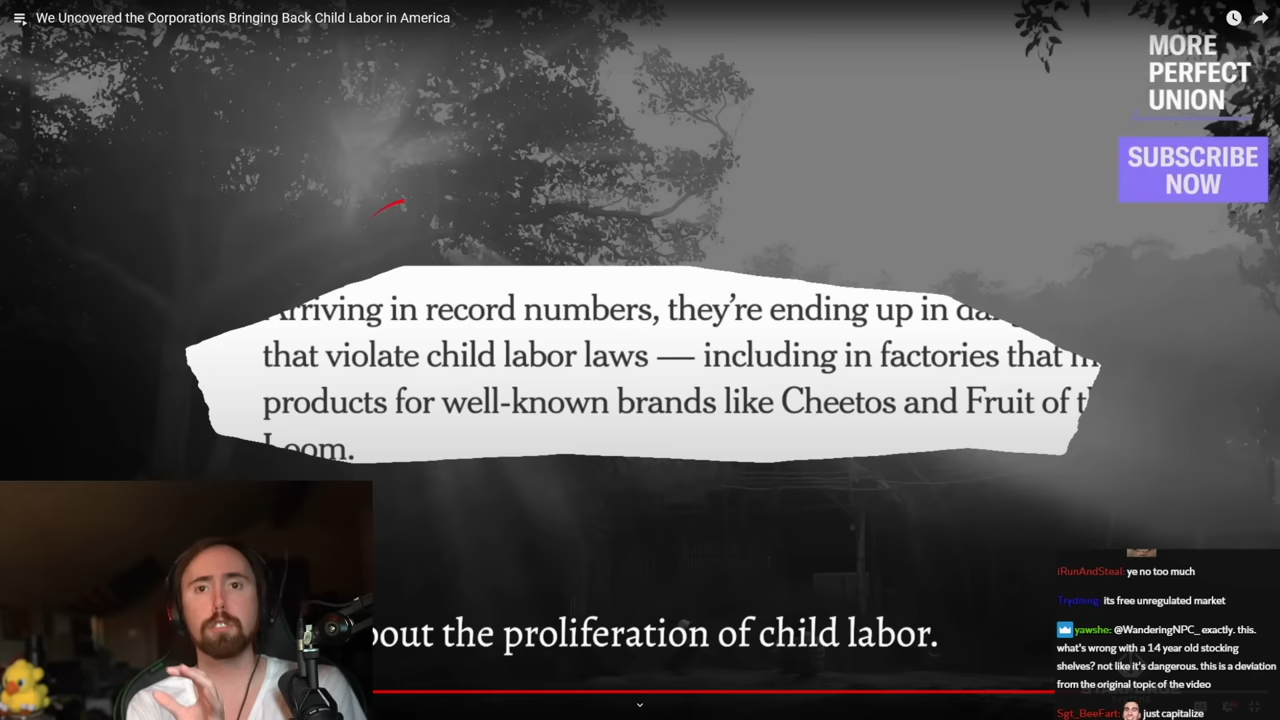 We Uncovered the Corporations Bringing Back Child Labor in America
MORE
PERFECT
UNION
SUBSCRIBE
NOW
Arriving in record numbers, they're ending up in
that violate child labor laws — including in factories that
products for well-known brands like Cheetos and Fruit of
Loom.
bout the proliferation of child labor.
iRunAndSteal: ye no too much
Trydming: its free unregulated market
yawshe: @WanderingNPC_ exactly. this.
what's wrong with a 14 year old stocking
shelves? not like it's dangerous. this is a deviation
from the original topic of the video
Sgt_BeeFart: just capitalize